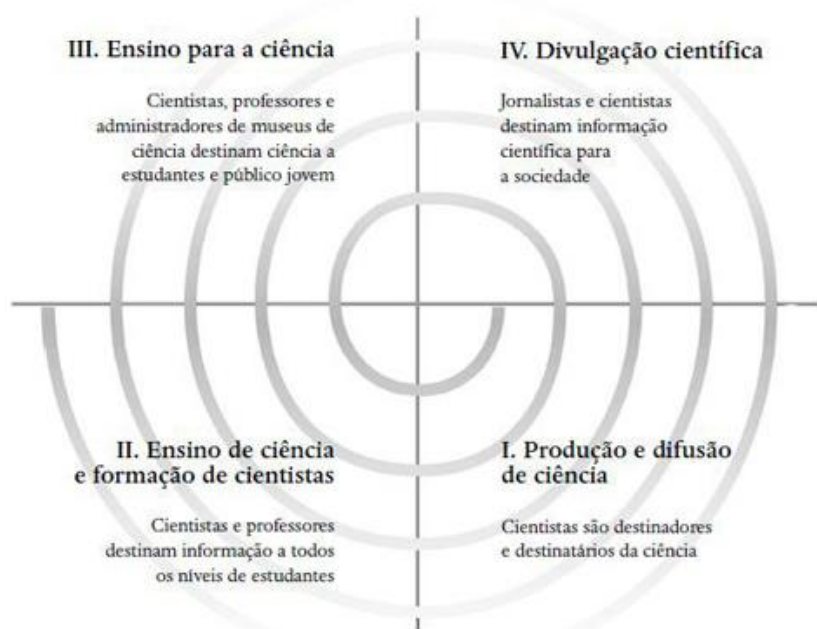 III. Ensino para a ciência
Cientistas, professores e
administradores de museus de
ciência destinam ciência a
estudantes e público jovem
IV. Divulgação científica
Jornalistas e cientistas
destinam informação
científica para
a sociedade
II. Ensino de ciência
e formação de cientistas
Cientistas e professores
destinam informação a todos
os níveis de estudantes
I. Produção e difusão
de ciência
Cientistas são destinadores
e destinatários da ciência